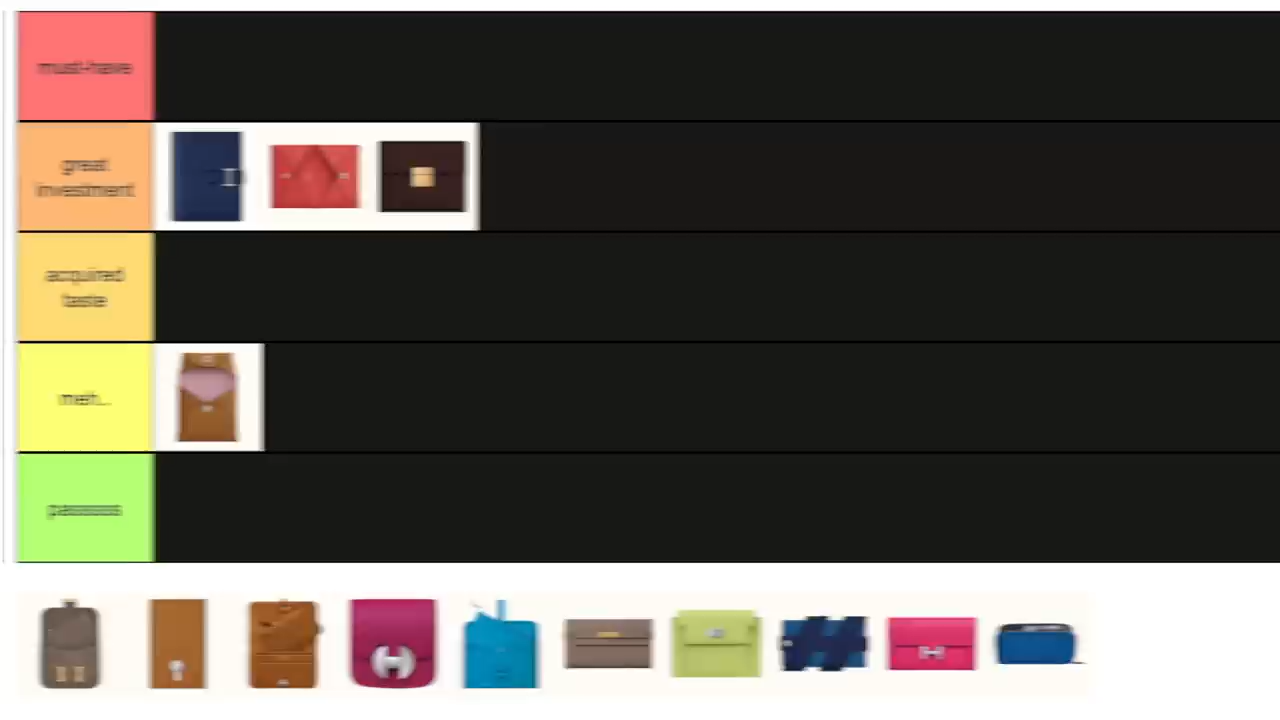 must-have
great
investment
acquired
taste
meh...